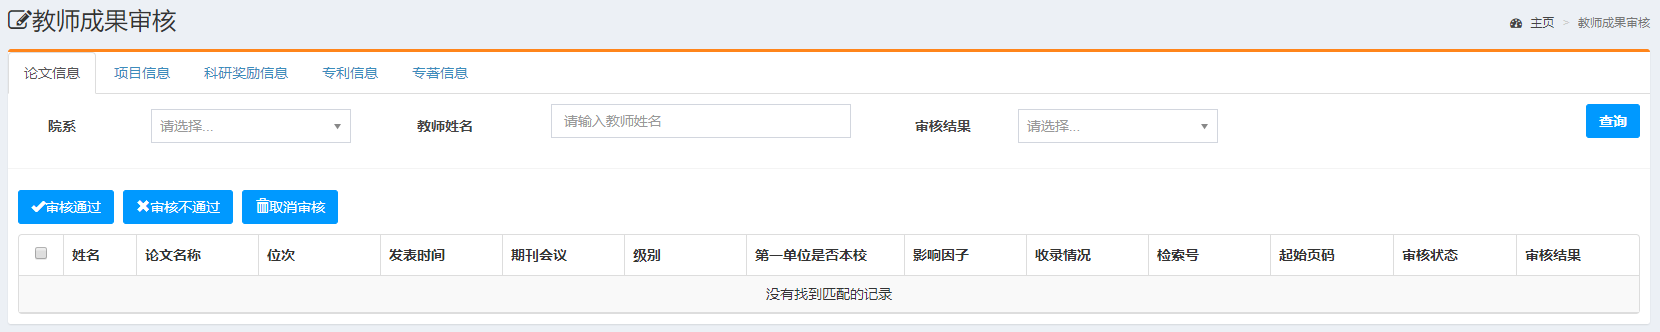 教师成果审核
主页 > 教师成果审核
论文信息 项目信息 科研奖励信息 专利信息 专著信息
院系 请选择... 教师姓名 请输入教师姓名 审核结果 请选择... 查询
审核通过 审核不通过 取消审核
姓名 论文名称 位次 发表时间 期刊会议 级别 第一单位是否本校 影响因子 收录情况 检索号 起始页码 审核状态 审核结果
没有找到匹配的记录